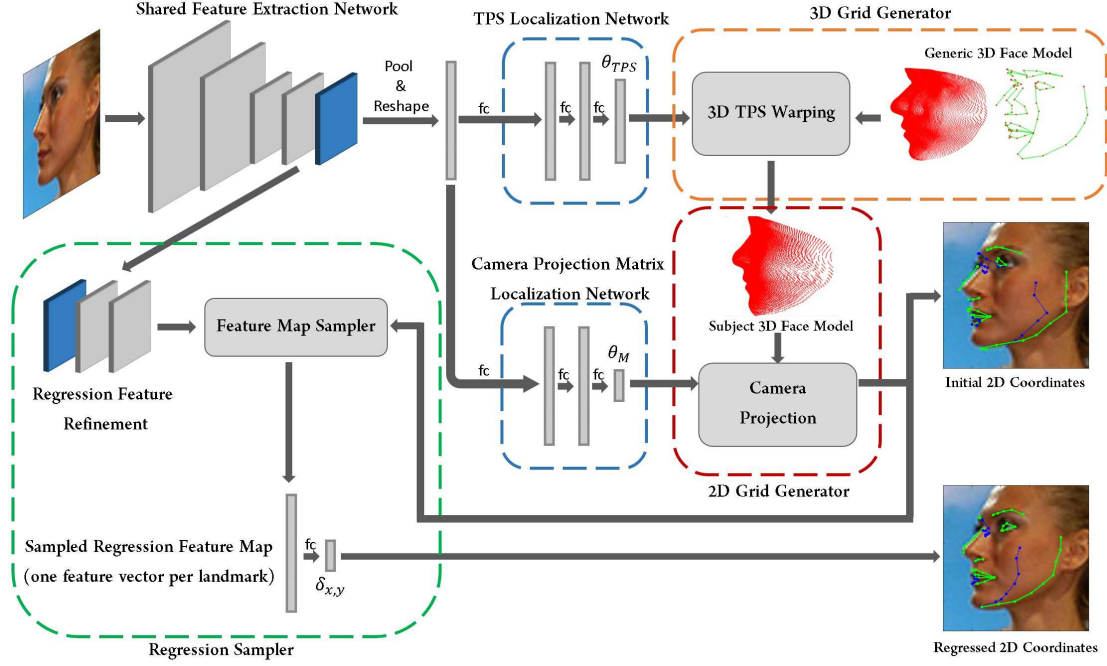 Shared Feature Extraction Network
TPS Localization Network
3D Grid Generator
Pool
&
Reshape
fc
fc
fc
θTPS
3D TPS Warping
Generic 3D Face Model
Camera Projection Matrix
Localization Network
fc
fc
fc
θM
Subject 3D Face Model
Camera
Projection
2D Grid Generator
Initial 2D Coordinates
Feature Map Sampler
Regression Feature
Refinement
Sampled Regression Feature Map
(one feature vector per landmark)
fc
δx,y
Regression Sampler
Regressed 2D Coordinates